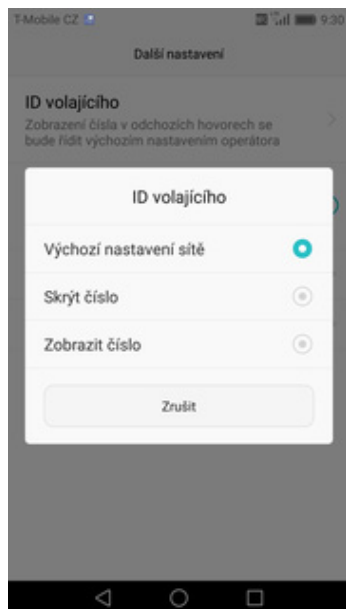 T-Mobile CZ
9:30
Další nastavení
ID volajícího
Zobrazení čísla v odchozích hovorech se
bude řídit výchozím nastavením operátora
ID volajícího
Výchozí nastavení sítě
Skrýt číslo
Zobrazit číslo
Zrušit